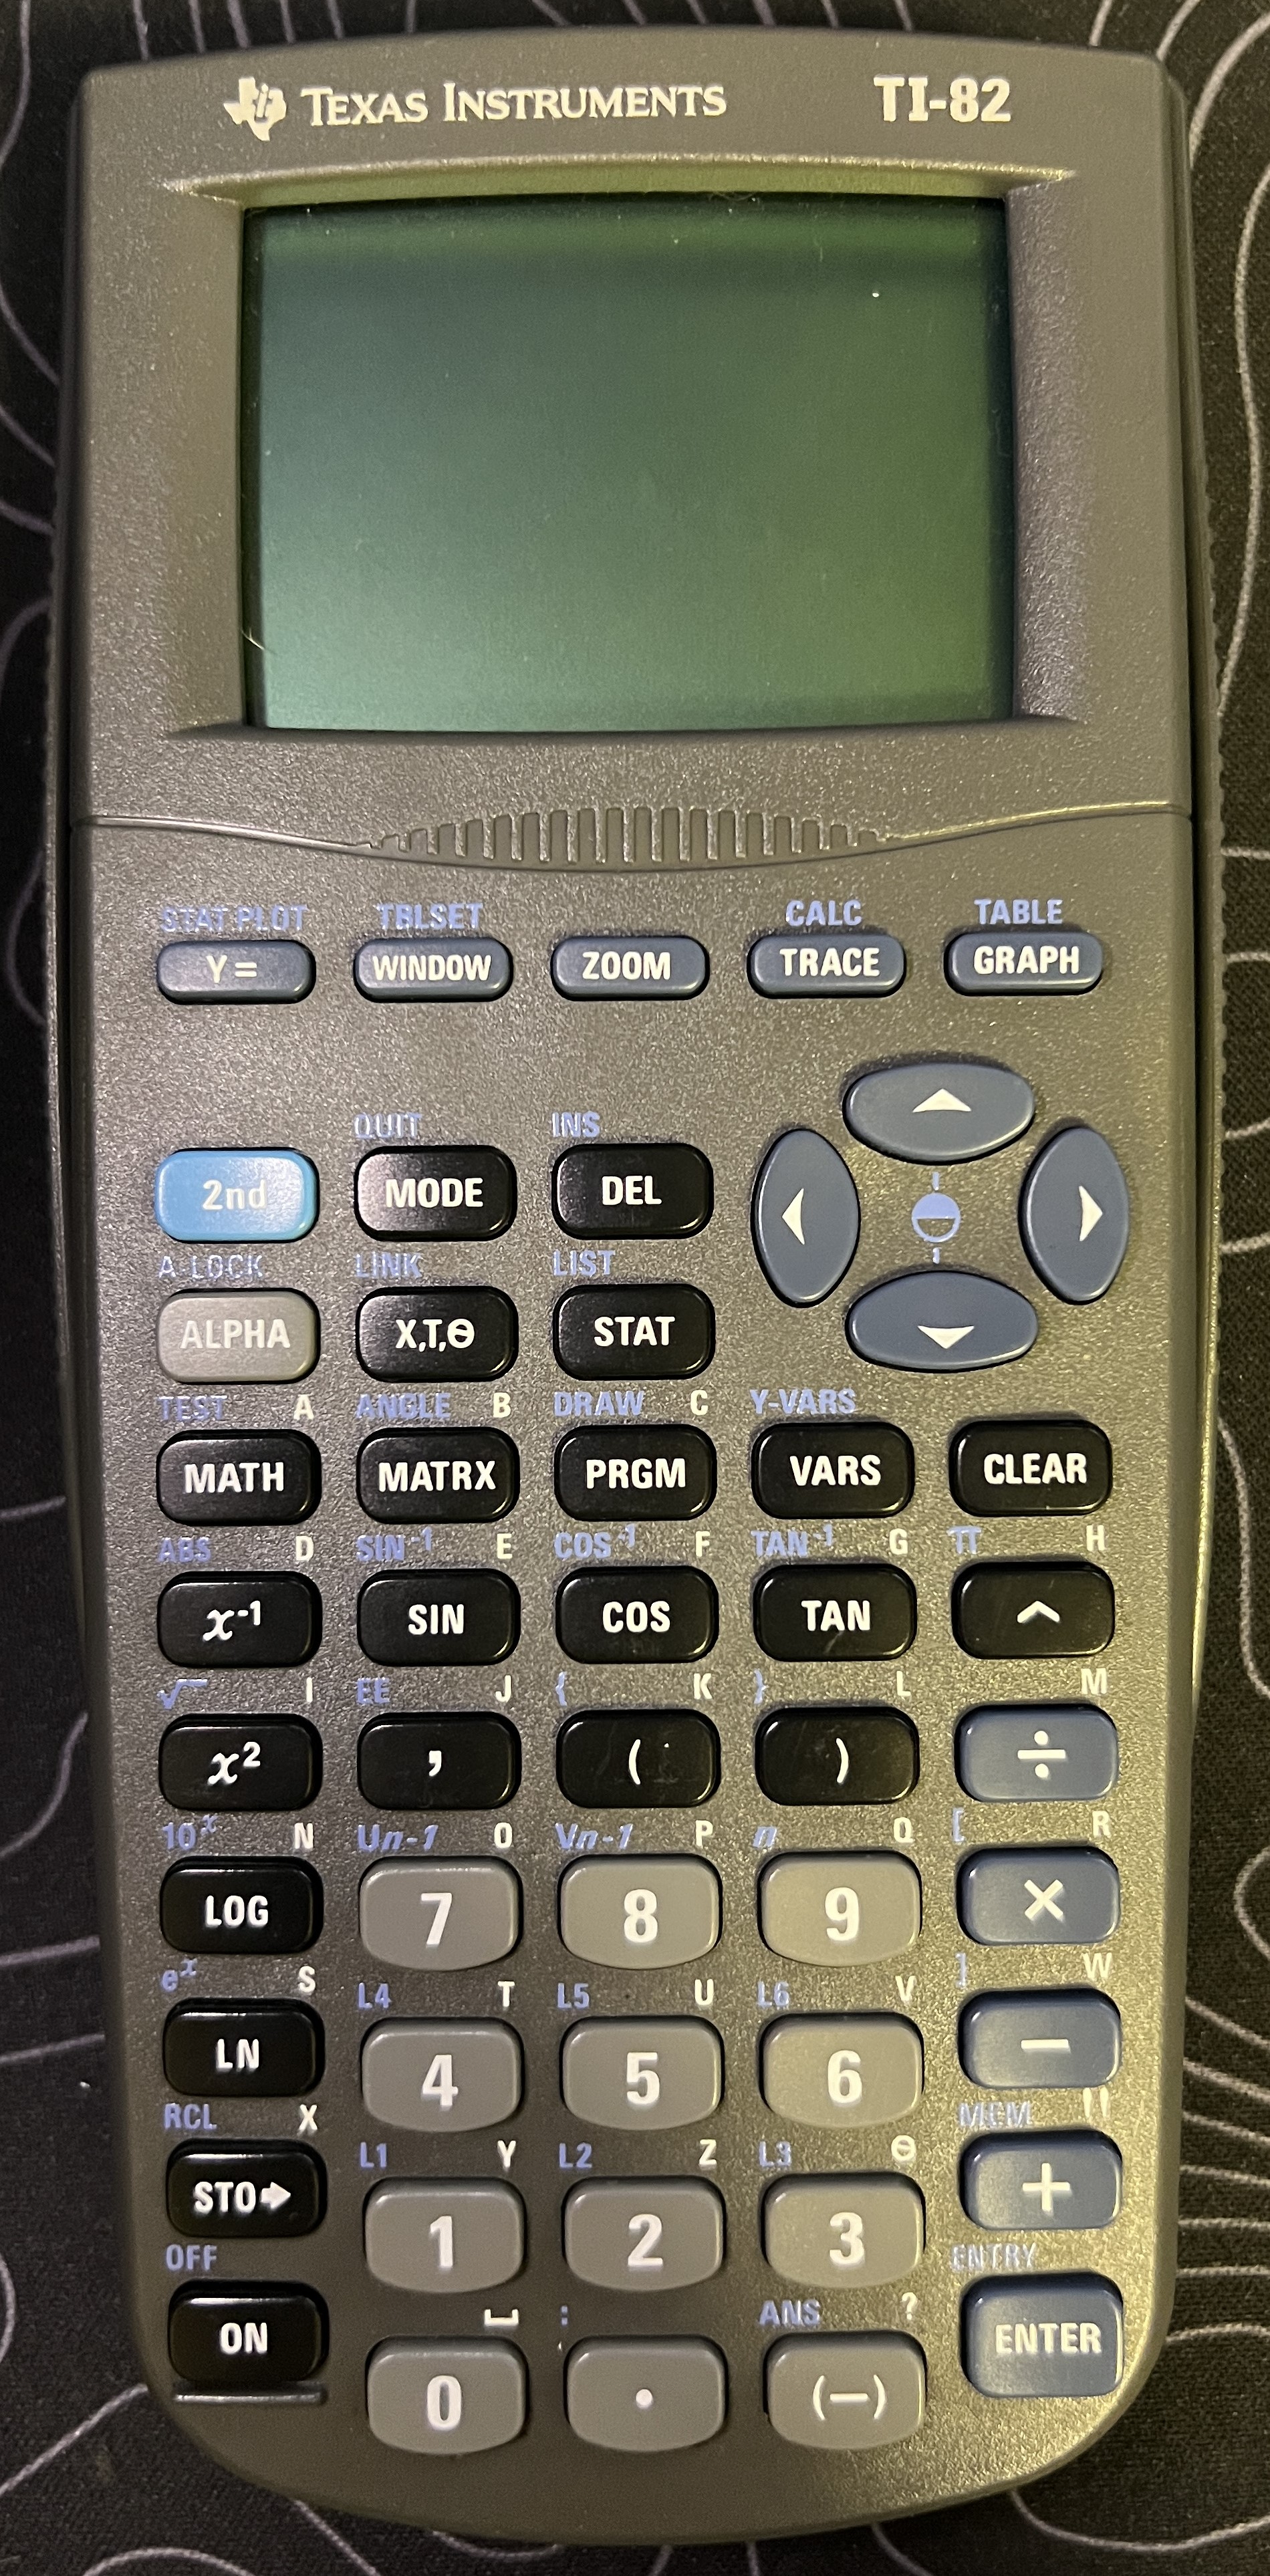 TEXAS INSTRUMENTS TI-82
STAT PLOT TBLSET CALC TABLE
Y= WINDOW ZOOM TRACE GRAPH
QUIT INS
2nd MODE DEL
A-LOCK LINK LIST
ALPHA X,T,Θ STAT
TEST A ANGLE B DRAW C Y-VARS
MATH MATRX PRGM VARS CLEAR
ABS D SIN⁻¹ E COS⁻¹ F TAN⁻¹ G π H
x⁻¹ SIN COS TAN ^
√ I EE J { K } L M
x² , ( ) ÷
10ˣ N Un-1 O Vn-1 P n Q [ R
LOG 7 8 9 ×
eˣ S L4 T L5 U L6 V ] W
LN 4 5 6 −
RCL X L1 Y L2 Z L3 Θ MEM "
STO➔ 1 2 3 +
OFF ⎵ : ANS ? ENTRY
ON 0 . (−) ENTER